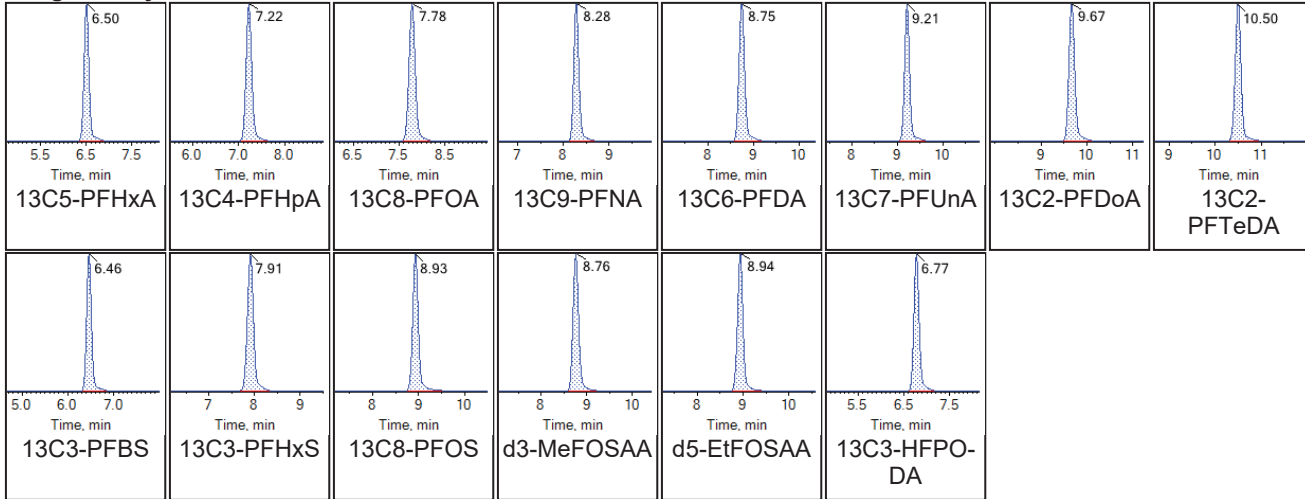 6.50 7.22 7.78 8.28 8.75 9.21 9.67 10.50
5.5 6.5 7.5 6.0 7.0 8.0 6.5 7.5 8.5 7 8 9 8 9 10 8 9 10 9 10 11 9 10 11
Time, min Time, min Time, min Time, min Time, min Time, min Time, min Time, min
13C5-PFHxA 13C4-PFHpA 13C8-PFOA 13C9-PFNA 13C6-PFDA 13C7-PFUnA 13C2-PFDoA 13C2-
PFTeDA
6.46 7.91 8.93 8.76 8.94 6.77
5.0 6.0 7.0 7 8 9 8 9 10 8 9 10 8 9 10 5.5 6.5 7.5
Time, min Time, min Time, min Time, min Time, min Time, min
13C3-PFBS 13C3-PFHxS 13C8-PFOS d3-MeFOSAA d5-EtFOSAA 13C3-HFPO-
DA